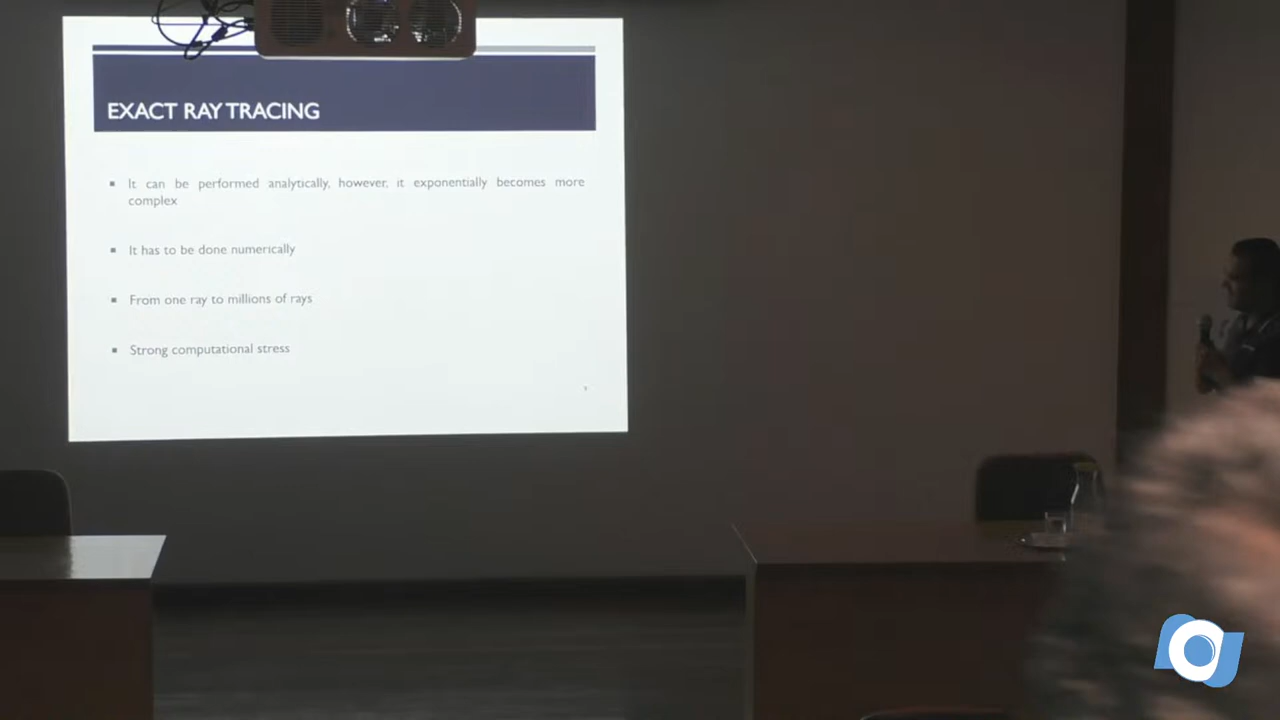 EXACT RAY TRACING
▪ It can be performed analytically, however, it exponentially becomes more
complex
▪ It has to be done numerically
▪ From one ray to millions of rays
▪ Strong computational stress